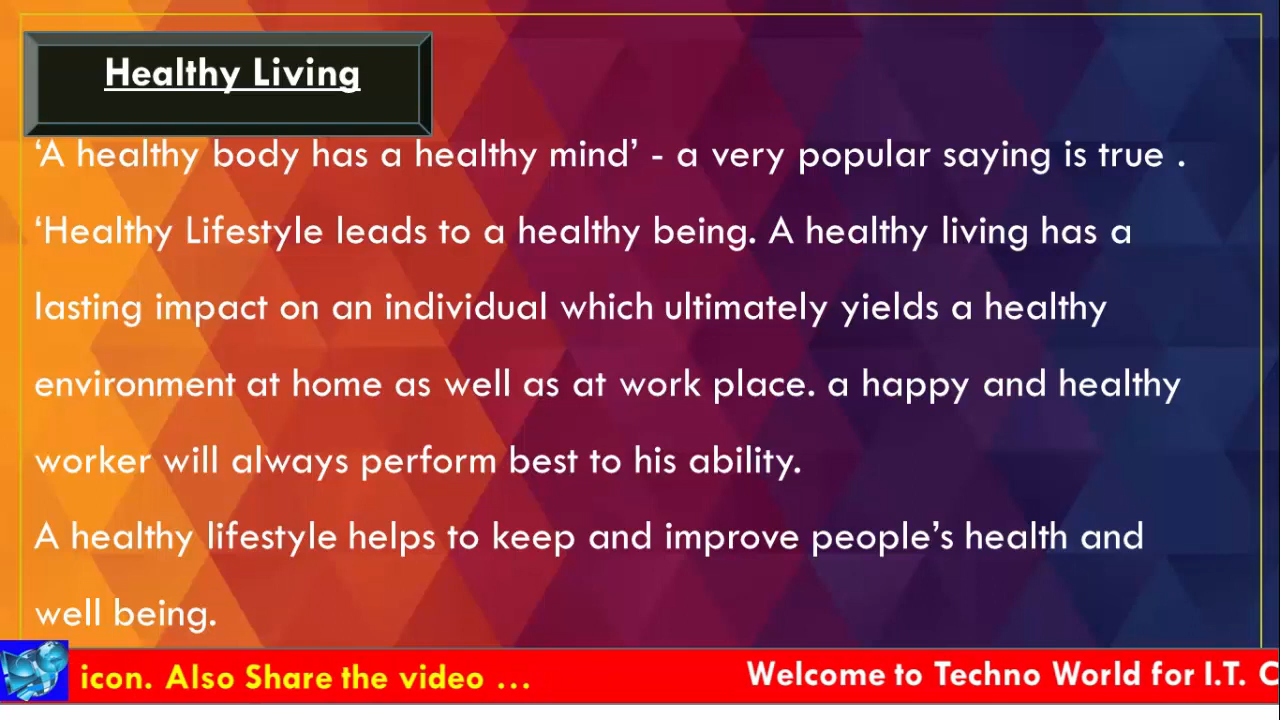 Healthy Living
‘A healthy body has a healthy mind’ - a very popular saying is true .
‘Healthy Lifestyle leads to a healthy being. A healthy living has a
lasting impact on an individual which ultimately yields a healthy
environment at home as well as at work place. a happy and healthy
worker will always perform best to his ability.
A healthy lifestyle helps to keep and improve people’s health and
well being.
icon. Also Share the video ... Welcome to Techno World for I.T. C